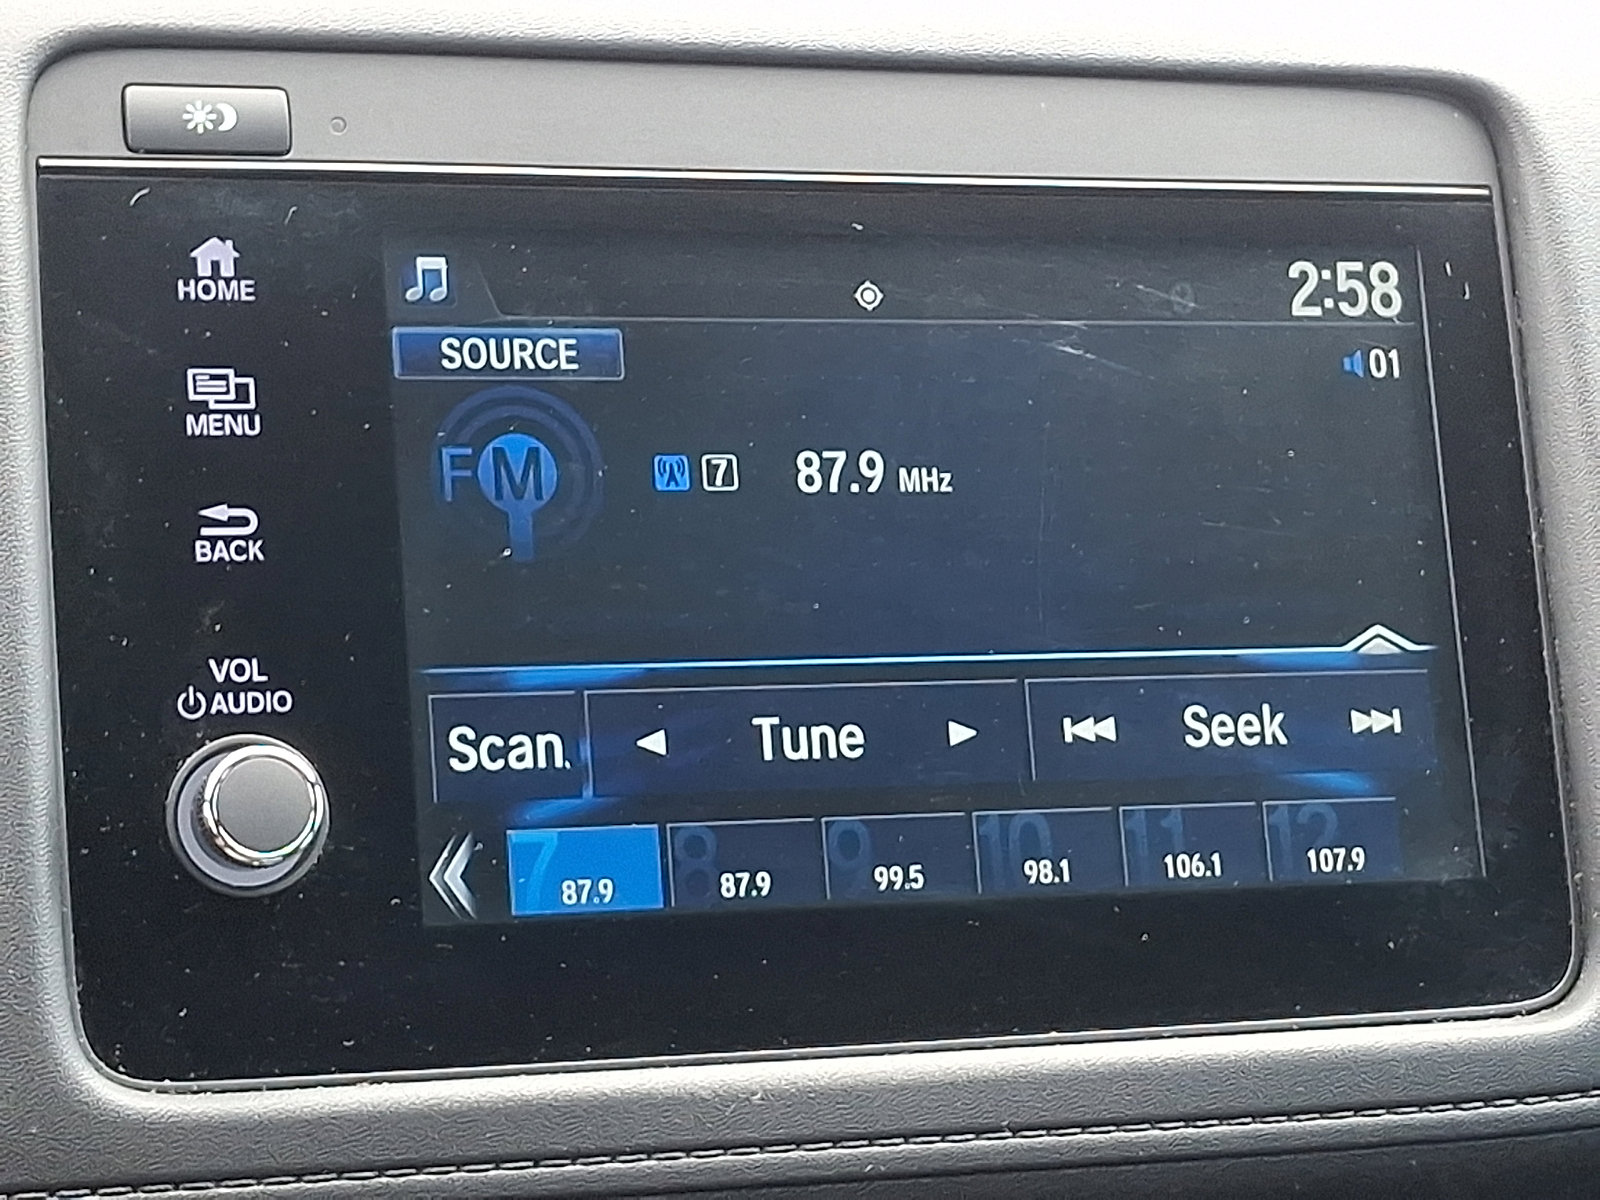 HOME
MENU
BACK
VOL
AUDIO
2:58
SOURCE
01
FM
7 87.9 MHz
Scan
Tune
Seek
7 87.9
8 87.9
9 99.5
10 98.1
11 106.1
12 107.9